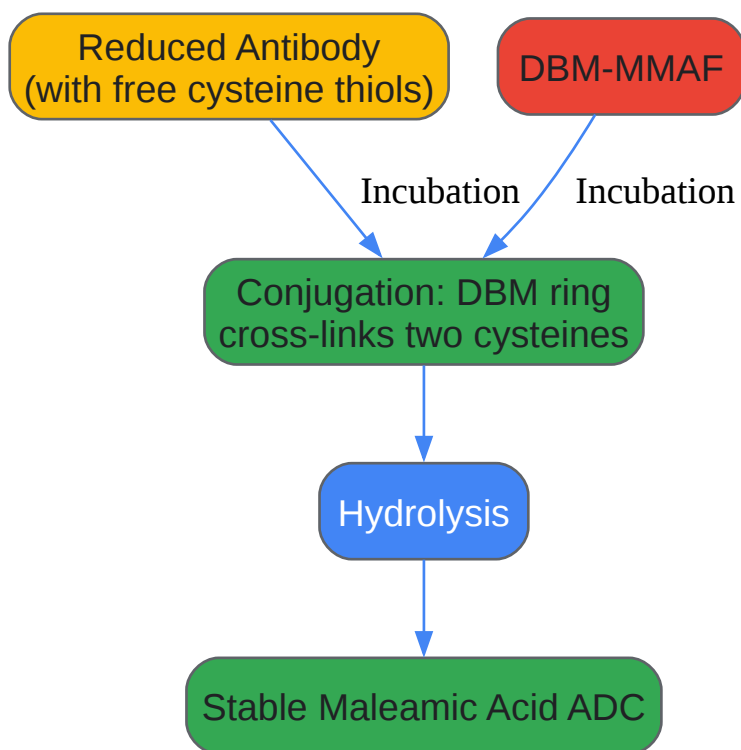 Reduced Antibody
(with free cysteine thiols)
DBM-MMAF
Incubation
Incubation
Conjugation: DBM ring
cross-links two cysteines
Hydrolysis
Stable Maleamic Acid ADC